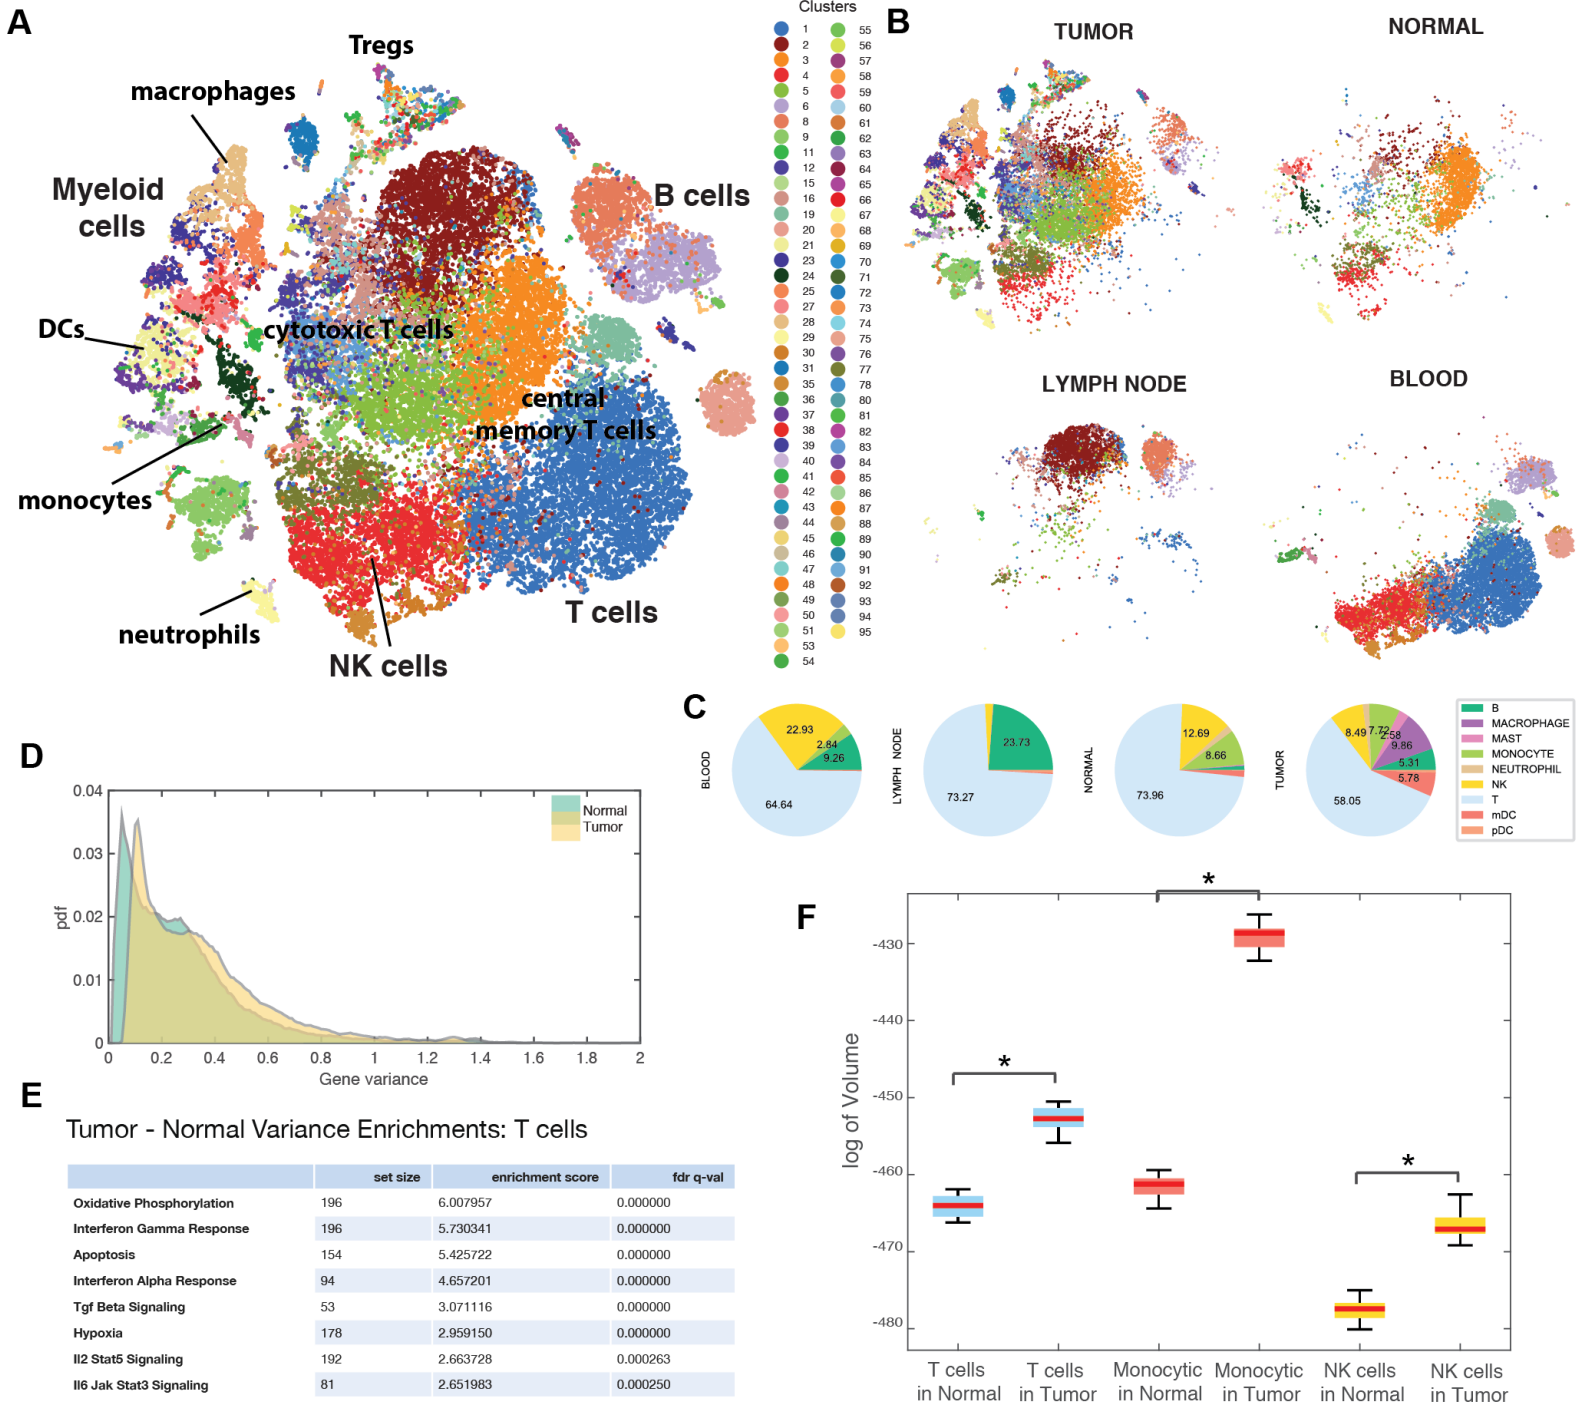 A
Tregs
macrophages
Myeloid
cells
B cells
DCs
cytotoxic T cells
central
memory T cells
monocytes
neutrophils
T cells
NK cells
Clusters
1
2
3
4
5
6
8
9
11
12
15
16
19
20
21
23
24
25
27
28
29
30
31
35
36
37
38
39
40
41
42
43
44
45
46
47
48
49
50
51
53
54
55
56
57
58
59
60
61
62
63
64
65
66
67
68
69
70
71
72
73
74
75
76
77
78
80
81
82
83
84
85
86
87
88
89
90
91
92
93
94
95
B
TUMOR
NORMAL
LYMPH NODE
BLOOD
C
BLOOD
22.93
2.84
9.26
64.64
LYMPH NODE
23.73
73.27
NORMAL
12.69
8.66
73.96
TUMOR
8.49
7.72
2.58
9.86
5.31
5.78
58.05
B
MACROPHAGE
MAST
MONOCYTE
NEUTROPHIL
NK
T
mDC
pDC
D
0.04
0.03
0.02
0.01
0
pdf
Normal
Tumor
0 0.2 0.4 0.6 0.8 1 1.2 1.4 1.6 1.8 2
Gene variance
E
Tumor - Normal Variance Enrichments: T cells
set size enrichment score fdr q-val
Oxidative Phosphorylation 196 6.007957 0.000000
Interferon Gamma Response 196 5.730341 0.000000
Apoptosis 154 5.425722 0.000000
Interferon Alpha Response 94 4.657201 0.000000
Tgf Beta Signaling 53 3.071116 0.000000
Hypoxia 178 2.959150 0.000000
Il2 Stat5 Signaling 192 2.663728 0.000263
Il6 Jak Stat3 Signaling 81 2.651983 0.000250
F
*
*
*
-430
-440
-450
-460
-470
-480
log of Volume
T cells
in Normal
T cells
in Tumor
Monocytic
in Normal
Monocytic
in Tumor
NK cells
in Normal
NK cells
in Tumor